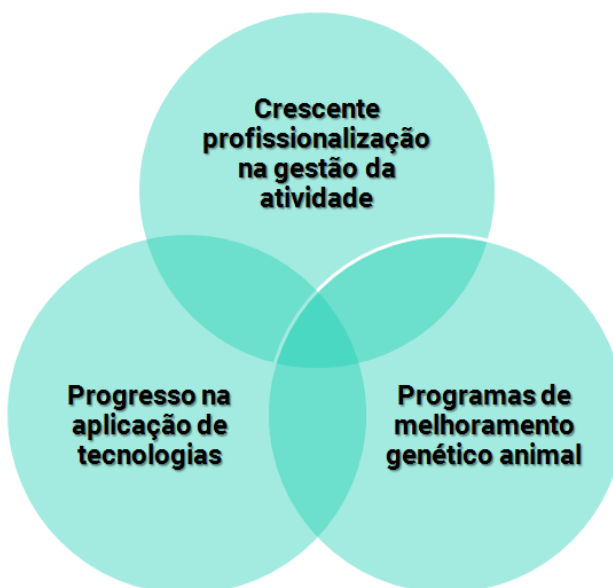 Crescente
profissionalização
na gestão da
atividade
Progresso na
aplicação de
tecnologias
Programas de
melhoramento
genético animal